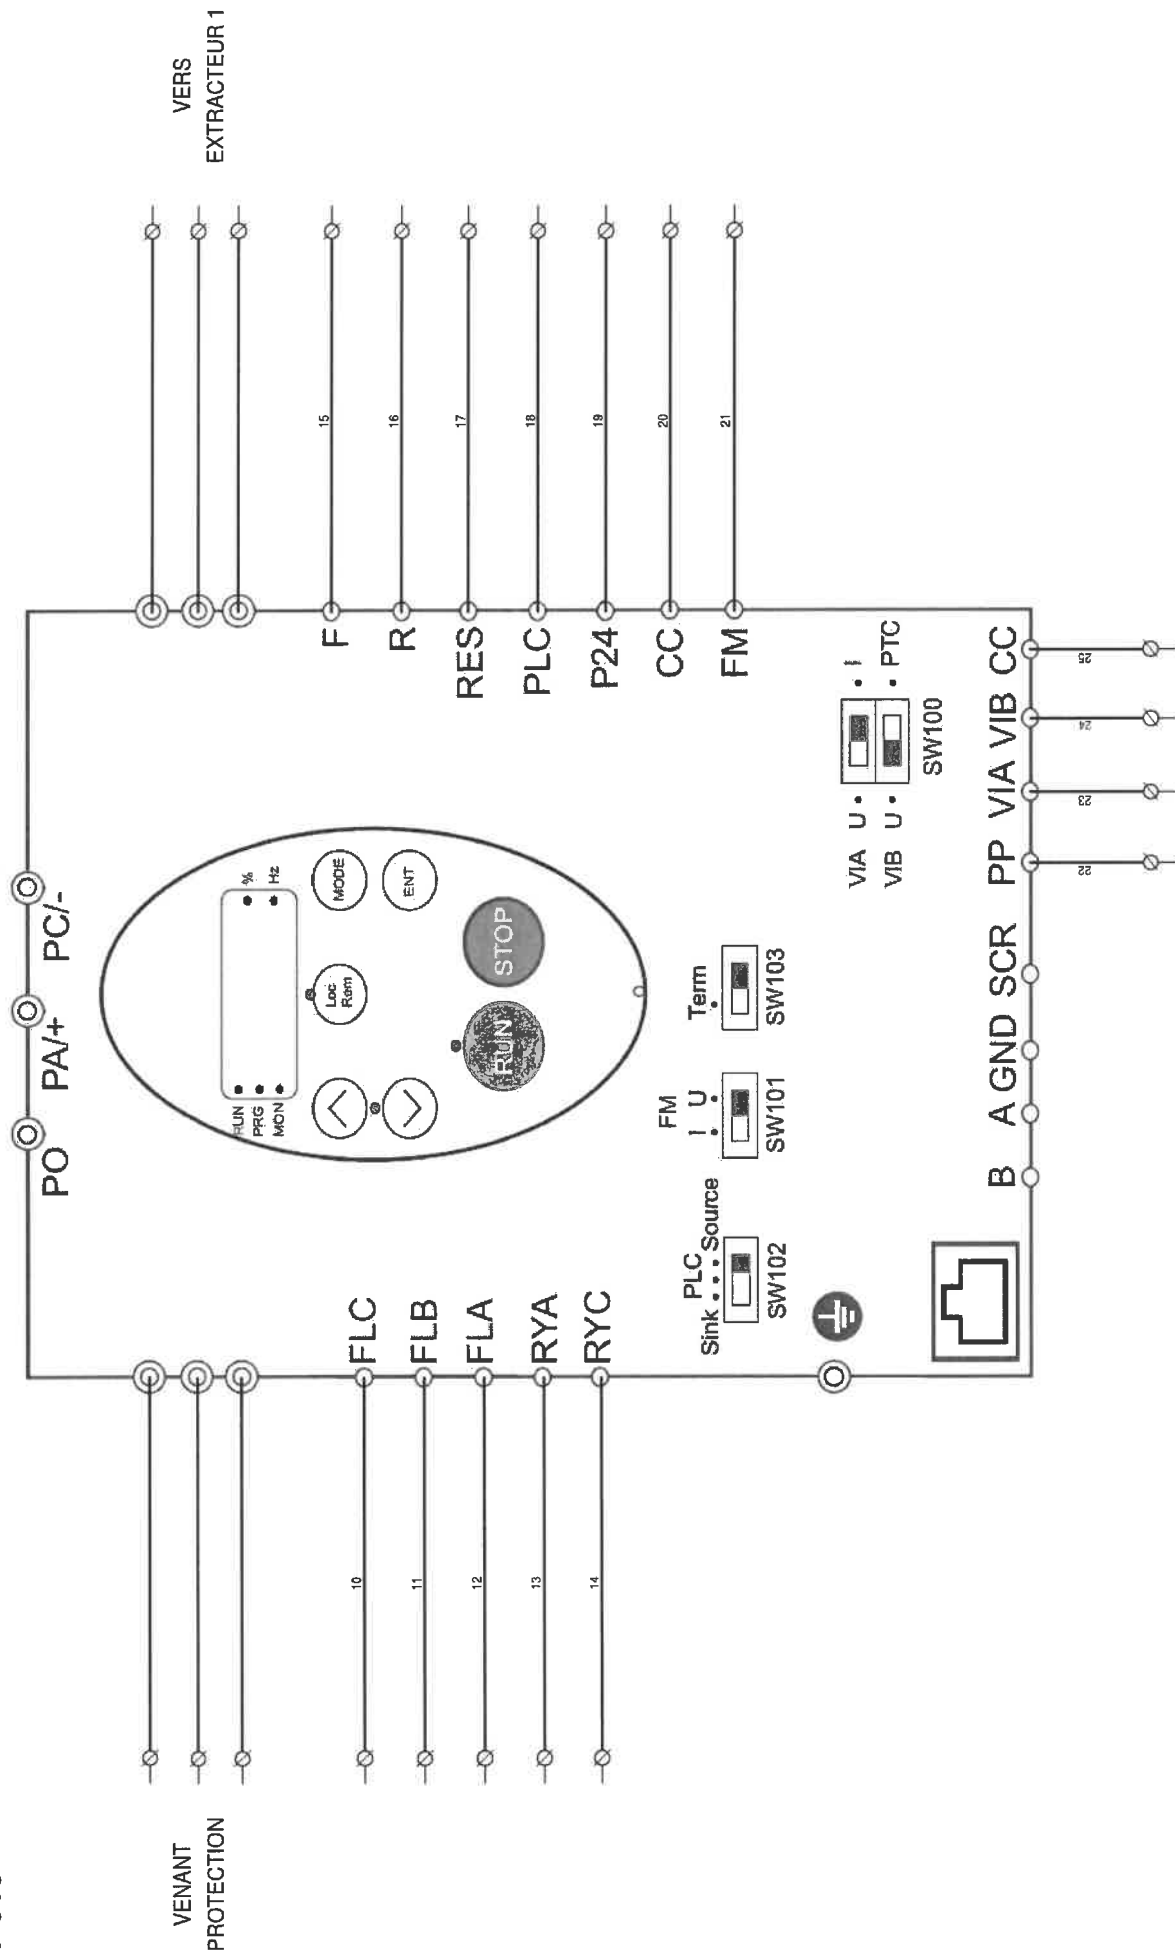 VENANT
PROTECTION
VERS
EXTRACTEUR 1
PO
PA/+
PC/-
RUN
PRG
MON
%
Hz
Loc
Rem
MODE
ENT
RUN
STOP
10
FLC
11
FLB
12
FLA
13
RYA
14
RYC
F
15
R
16
RES
17
PLC
18
P24
19
CC
20
FM
21
Sink
PLC
Source
SW102
FM
I U
SW101
Term
SW103
VIA U
I
VIB U
PTC
SW100
B
A
GND
SCR
PP
VIA
VIB
CC
22
23
24
25